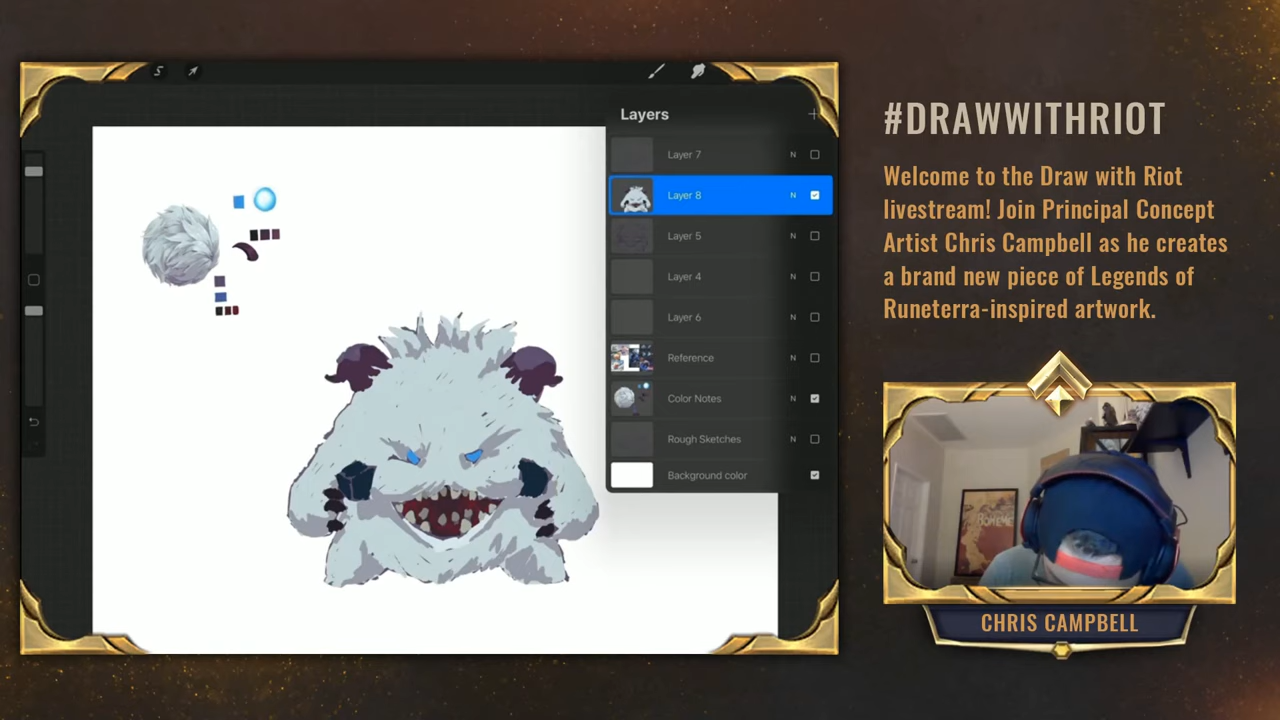 S
Layers
Layer 7 N
Layer 8 N
Layer 5 N
Layer 4 N
Layer 6 N
Reference N
Color Notes N
Rough Sketches N
Background color
#DRAWWITHRIOT
Welcome to the Draw with Riot
livestream! Join Principal Concept
Artist Chris Campbell as he creates
a brand new piece of Legends of
Runeterra-inspired artwork.
CHRIS CAMPBELL